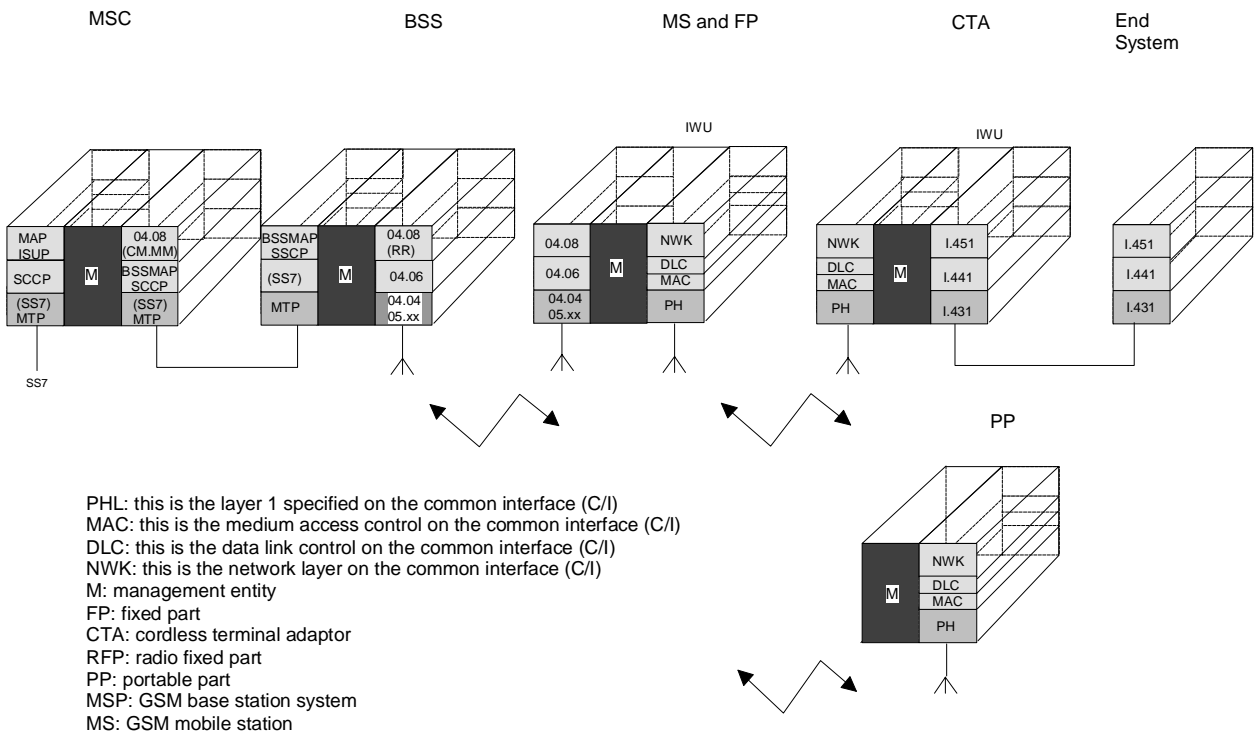 MSC
BSS
MS and FP
CTA
End
System
IWU
IWU
MAP
ISUP
SCCP
(SS7)
MTP
M
04.08
(CM.MM)
BSSMAP
SCCP
(SS7)
MTP
SS7
BSSMAP
SSCP
(SS7)
MTP
M
04.08
(RR)
04.06
04.04
05.xx
04.08
04.06
04.04
05.xx
M
NWK
DLC
MAC
PH
NWK
DLC
MAC
PH
M
I.451
I.441
I.431
I.451
I.441
I.431
PP
M
NWK
DLC
MAC
PH
PHL: this is the layer 1 specified on the common interface (C/I)
MAC: this is the medium access control on the common interface (C/I)
DLC: this is the data link control on the common interface (C/I)
NWK: this is the network layer on the common interface (C/I)
M: management entity
FP: fixed part
CTA: cordless terminal adaptor
RFP: radio fixed part
PP: portable part
MSP: GSM base station system
MS: GSM mobile station